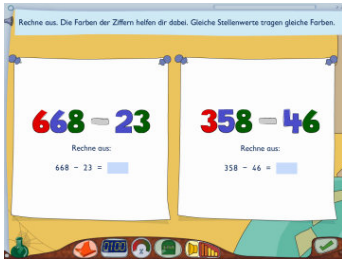 Rechne aus. Die Farben der Ziffern helfen dir dabei. Gleiche Stellenwerte tragen gleiche Farben.
668 - 23
Rechne aus:
668 - 23 =
358 - 46
Rechne aus:
358 - 46 =